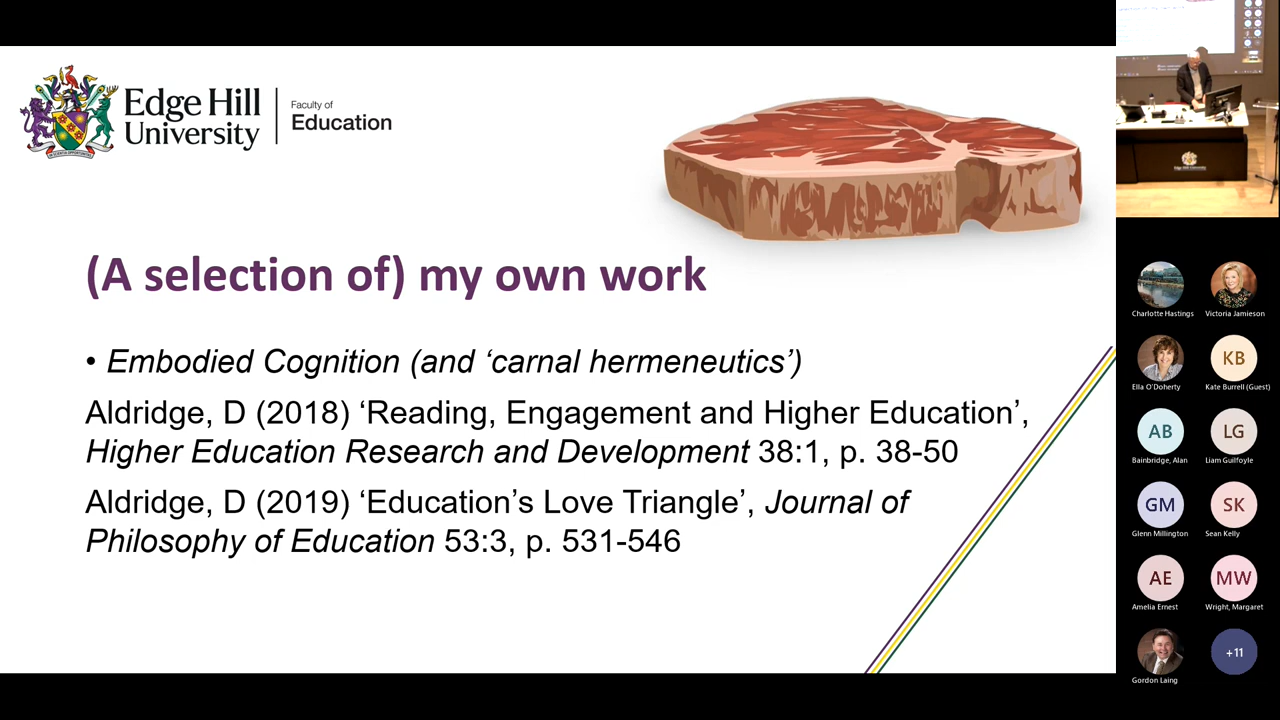 Edge Hill
University
Faculty of
Education
(A selection of) my own work
• Embodied Cognition (and ‘carnal hermeneutics’)
Aldridge, D (2018) ‘Reading, Engagement and Higher Education’,
Higher Education Research and Development 38:1, p. 38-50
Aldridge, D (2019) ‘Education’s Love Triangle’, Journal of
Philosophy of Education 53:3, p. 531-546
Edge Hill University
Charlotte Hastings
Victoria Jamieson
Ella O'Doherty
KB
Kate Burrell (Guest)
AB
Bainbridge, Alan
LG
Liam Guilfoyle
GM
Glenn Millington
SK
Sean Kelly
AE
Amelia Ernest
MW
Wright, Margaret
Gordon Laing
+11